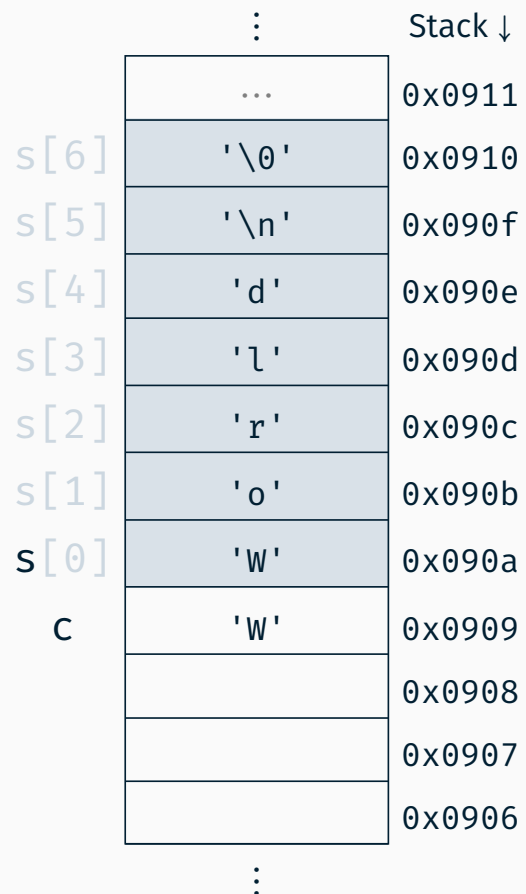 ⋮ Stack ↓
... 0x0911
s[6] '\0' 0x0910
s[5] '\n' 0x090f
s[4] 'd' 0x090e
s[3] 'l' 0x090d
s[2] 'r' 0x090c
s[1] 'o' 0x090b
s[0] 'W' 0x090a
c 'W' 0x0909
0x0908
0x0907
0x0906
⋮